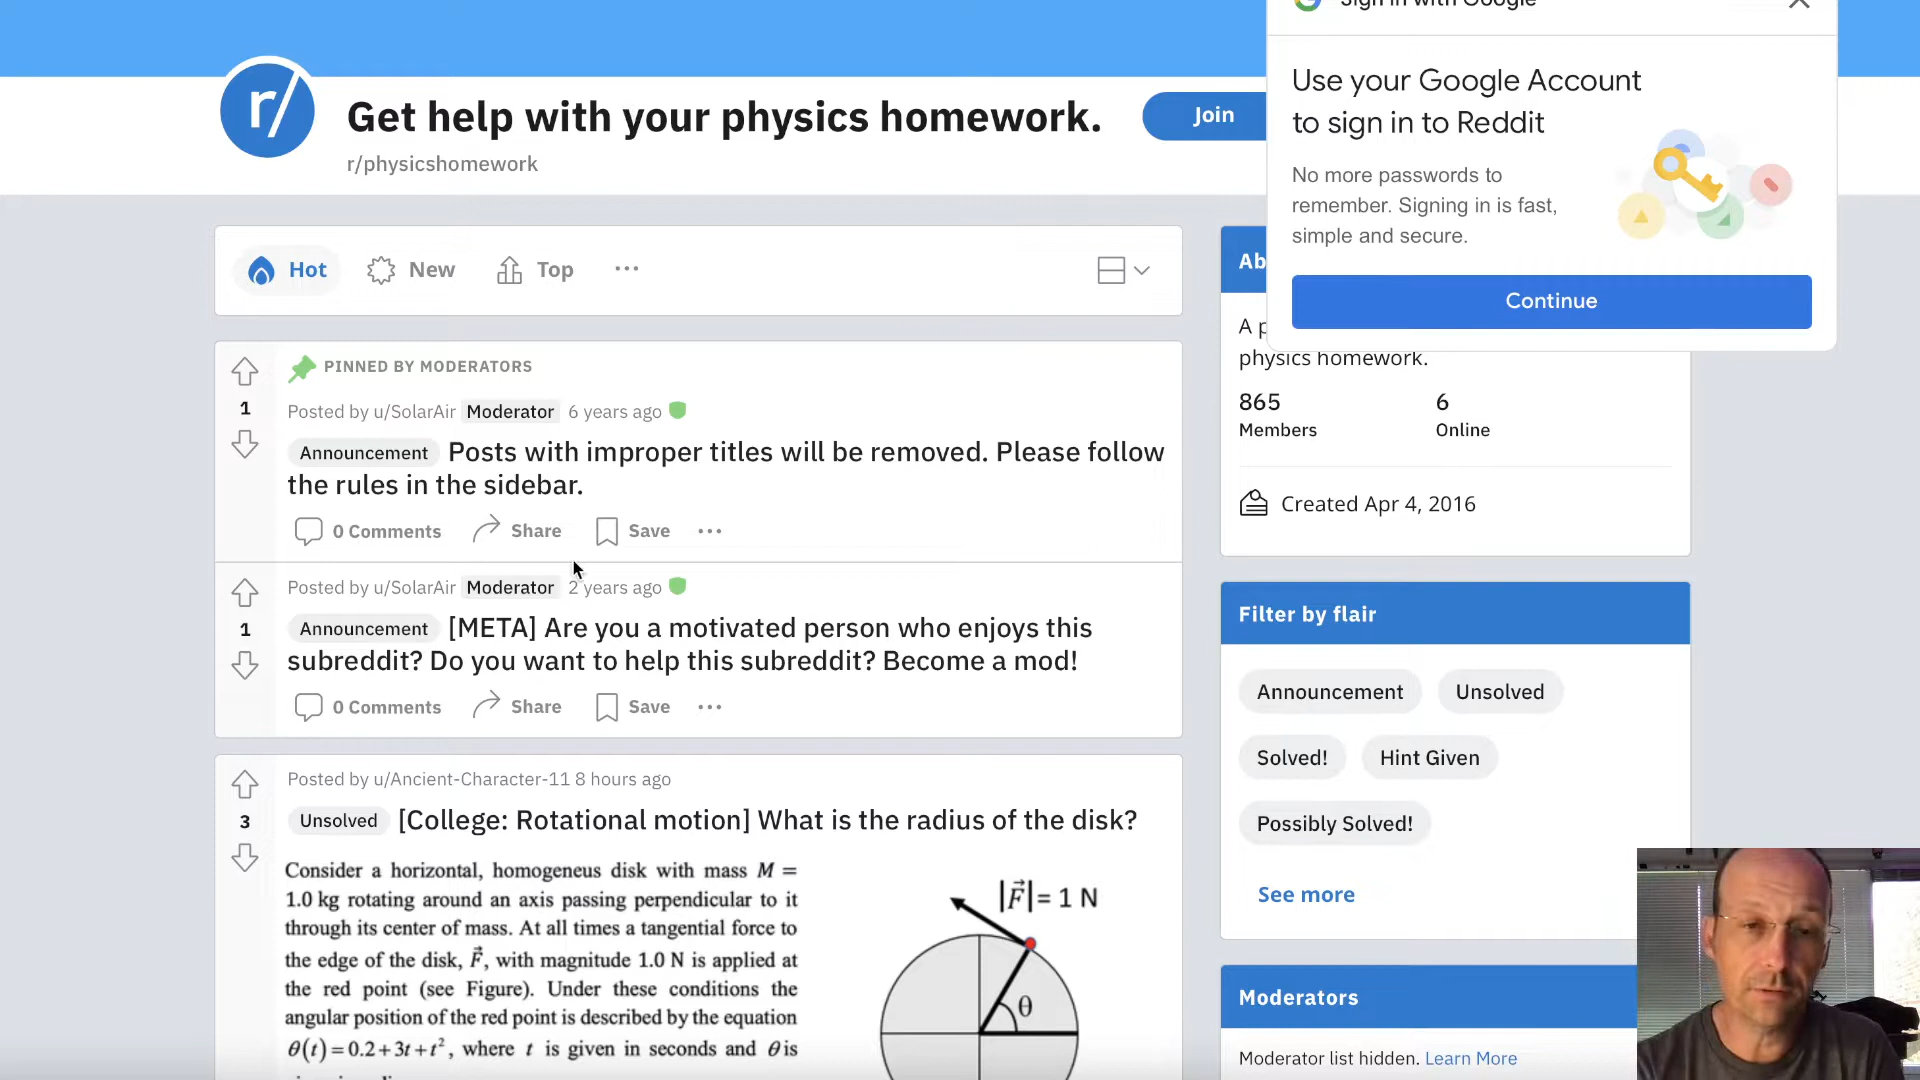 Sign in with Google
Use your Google Account
to sign in to Reddit
No more passwords to
remember. Signing in is fast,
simple and secure.
Continue
r/
Get help with your physics homework.
r/physicshomework
Join
Hot
New
Top
PINNED BY MODERATORS
1
Posted by u/SolarAir Moderator 6 years ago
Announcement Posts with improper titles will be removed. Please follow
the rules in the sidebar.
0 Comments Share Save
Posted by u/SolarAir Moderator 2 years ago
1
Announcement [META] Are you a motivated person who enjoys this
subreddit? Do you want to help this subreddit? Become a mod!
0 Comments Share Save
Posted by u/Ancient-Character-11 8 hours ago
3
Unsolved [College: Rotational motion] What is the radius of the disk?
Consider a horizontal, homogeneus disk with mass M =
1.0 kg rotating around an axis passing perpendicular to it
through its center of mass. At all times a tangential force to
the edge of the disk, F⃗, with magnitude 1.0 N is applied at
the red point (see Figure). Under these conditions the
angular position of the red point is described by the equation
θ(t)=0.2+3t+t², where t is given in seconds and θ is
|F⃗|= 1 N
θ
Ab
A p
physics homework.
865
Members
6
Online
Created Apr 4, 2016
Filter by flair
Announcement
Unsolved
Solved!
Hint Given
Possibly Solved!
See more
Moderators
Moderator list hidden. Learn More